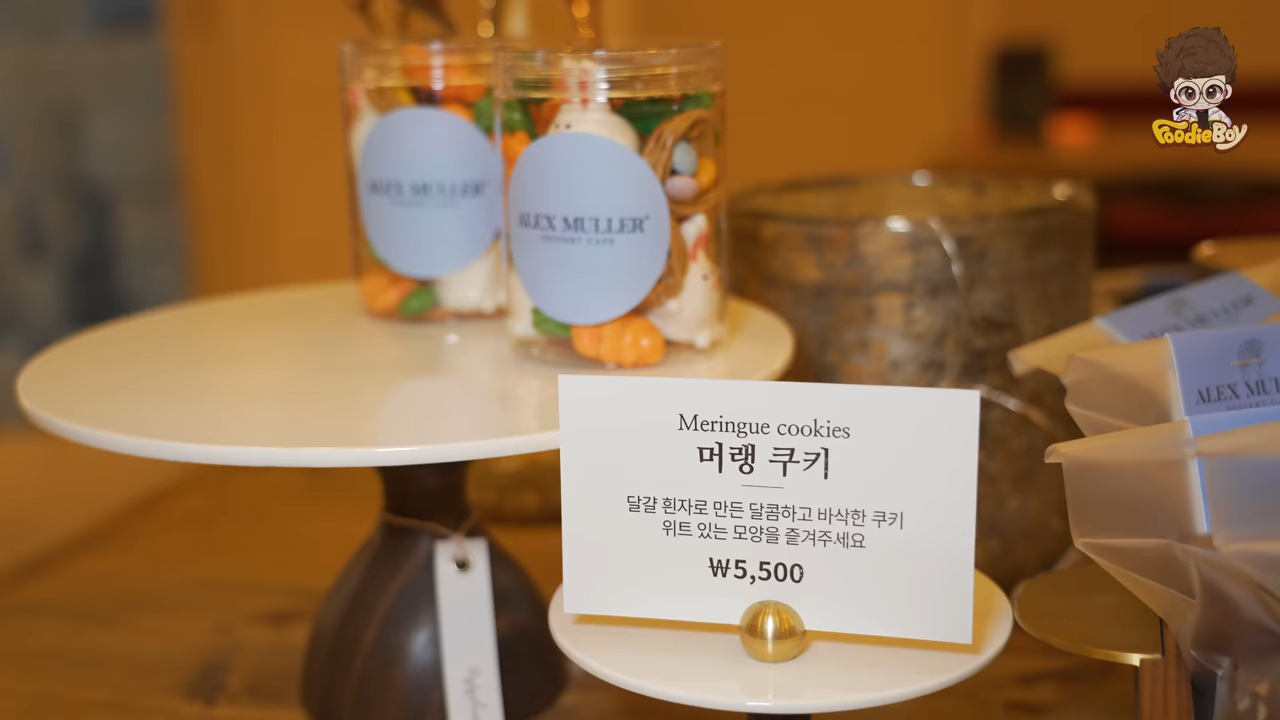 FoodieBoy
ALEX MULLER
ALEX MULLER
DESSERT CAFE
ALEX MUL
Meringue cookies
머랭 쿠키
달걀 흰자로 만든 달콤하고 바삭한 쿠키
위트 있는 모양을 즐겨주세요
₩5,500